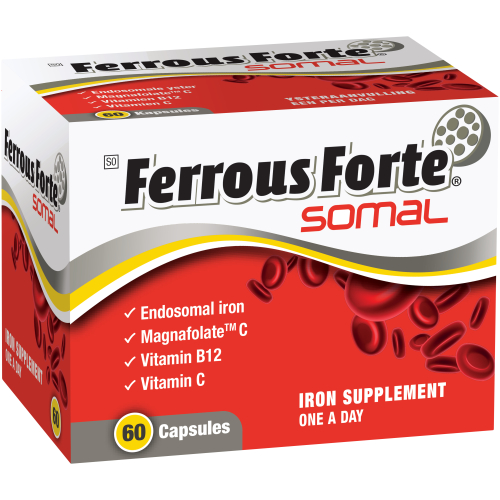 Ferrous Forte
SOMAL
Endosomale yster
Magnafolate™ C
Vitamien B12
Vitamien C
60 Kapsules
YSTERAANVULLING
EEN PER DAG
S0
Ferrous Forte®
SOMAL
Endosomal iron
Magnafolate™ C
Vitamin B12
Vitamin C
60 Capsules
IRON SUPPLEMENT
ONE A DAY
Ferrous Forte
SOMAL
IRON SUPPLEMENT
ONE A DAY
60